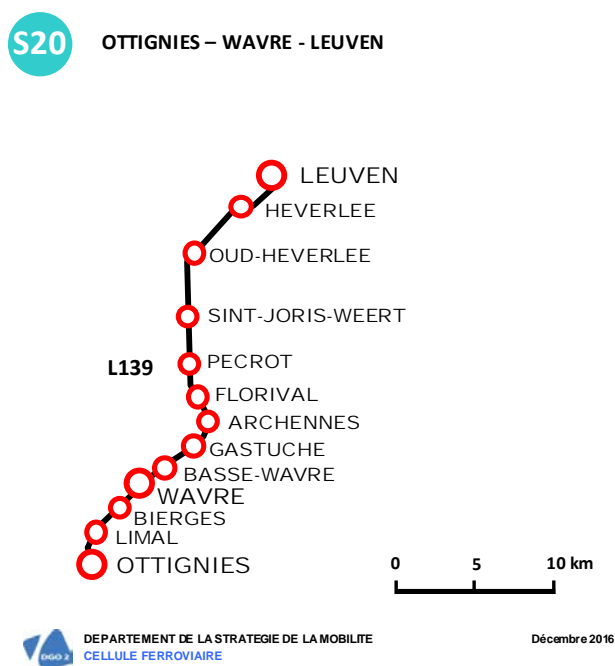 S20
OTTIGNIES – WAVRE - LEUVEN
LEUVEN
HEVERLEE
OUD-HEVERLEE
SINT-JORIS-WEERT
PECROT
L139
FLORIVAL
ARCHENNES
GASTUCHE
BASSE-WAVRE
WAVRE
BIERGES
LIMAL
OTTIGNIES
0 5 10 km
DGO 2
DEPARTEMENT DE LA STRATEGIE DE LA MOBILITE
CELLULE FERROVIAIRE
Décembre 2016